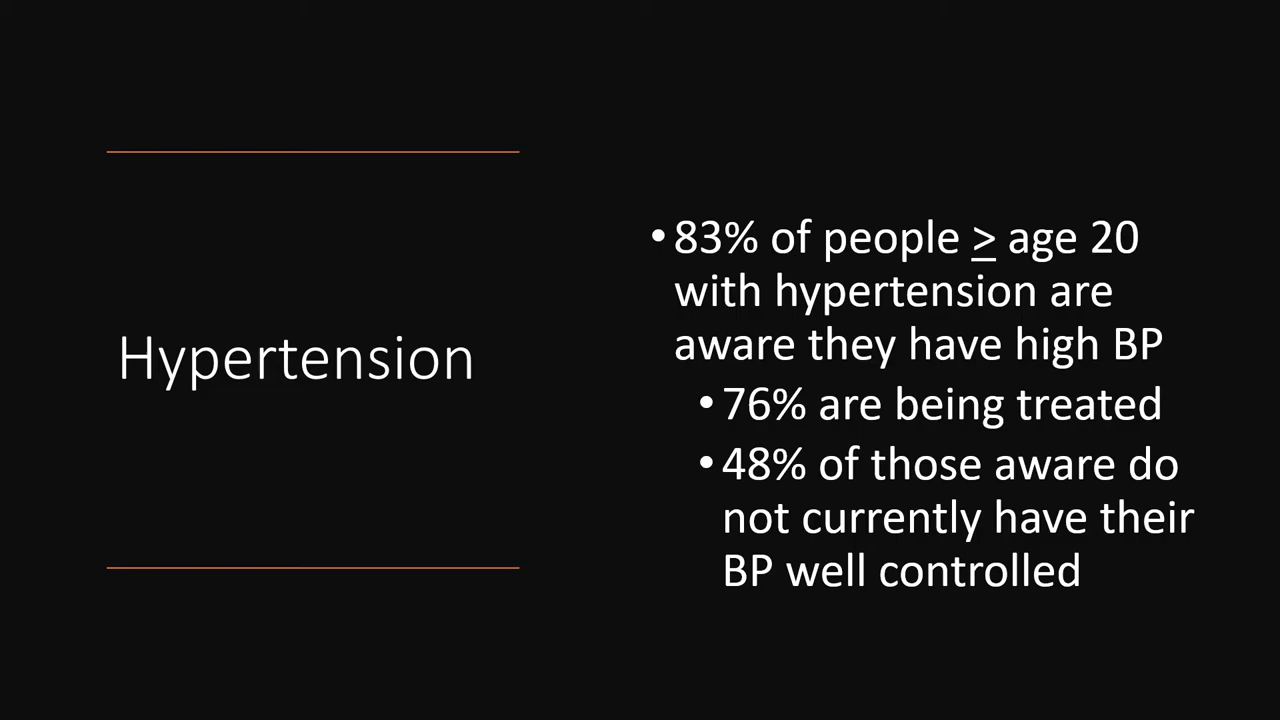 Hypertension
•83% of people ≥ age 20
with hypertension are
aware they have high BP
•76% are being treated
•48% of those aware do
not currently have their
BP well controlled